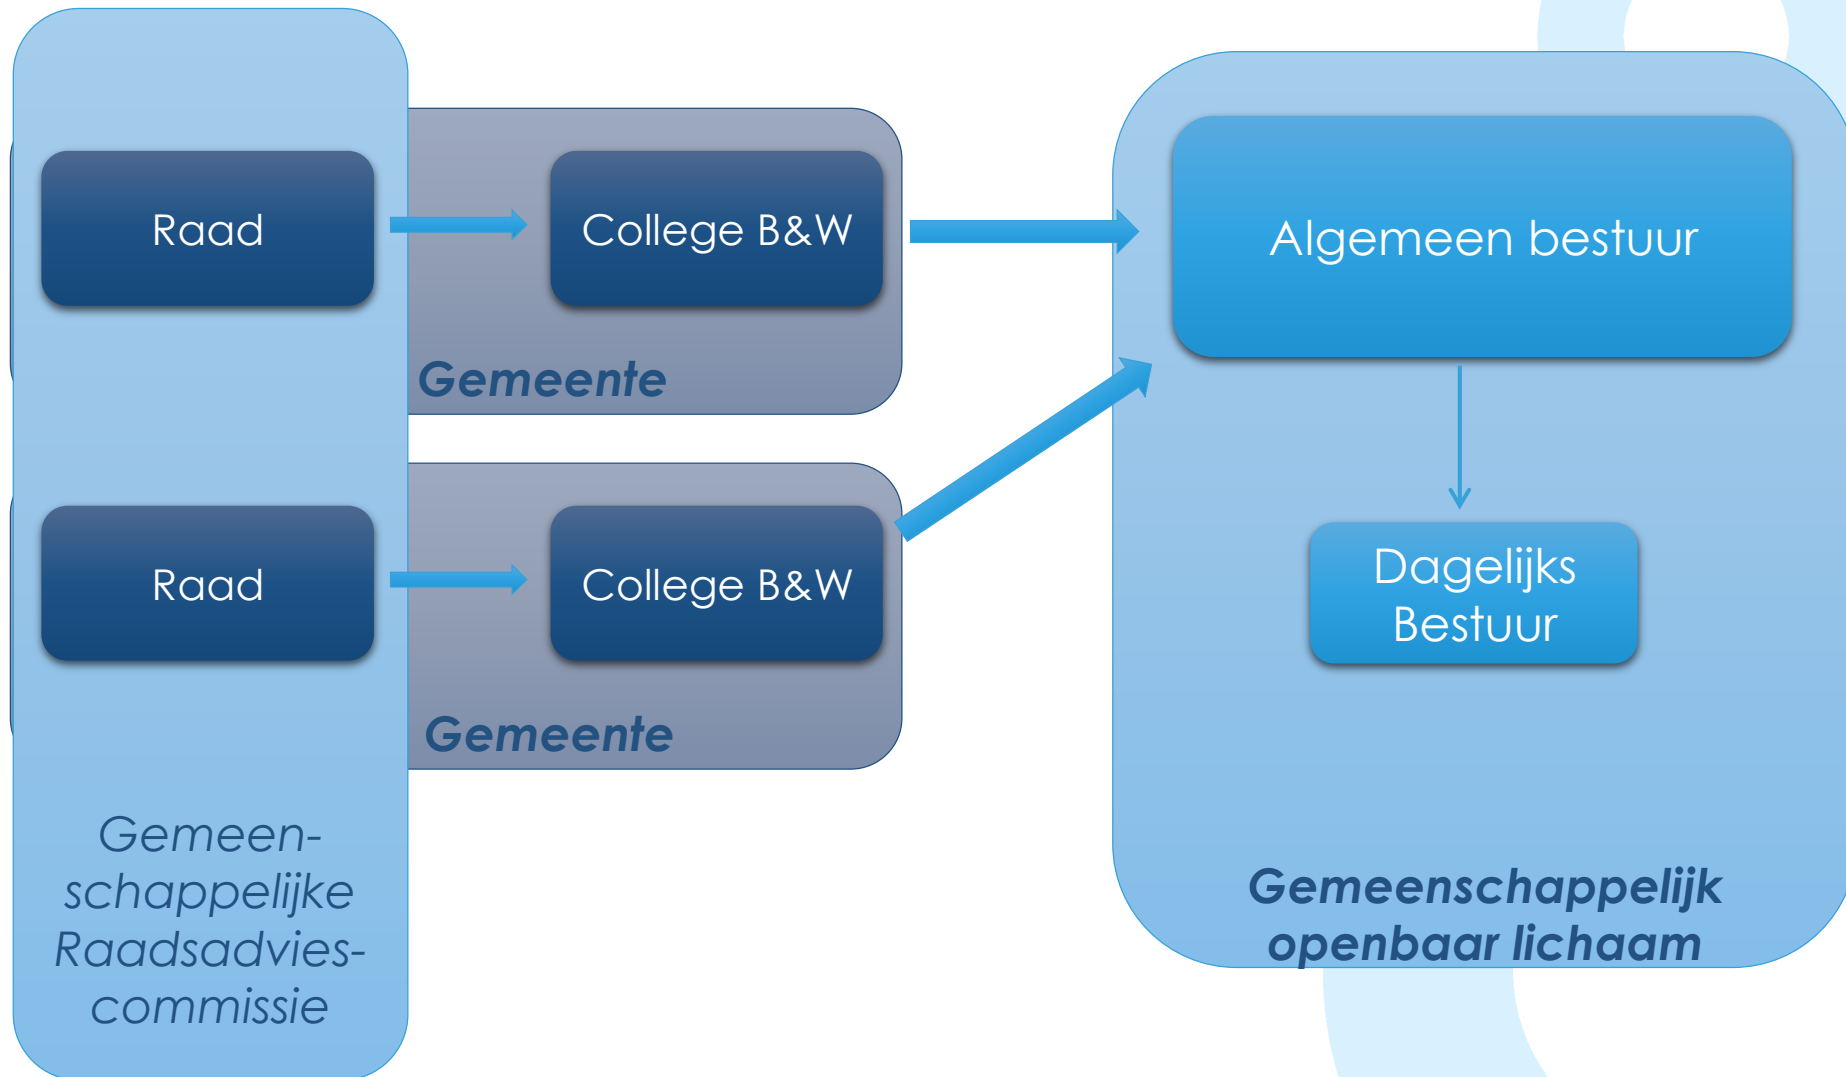 Raad
College B&W
Gemeente
Raad
College B&W
Gemeente
Gemeen-
schappelijke
Raadsadvies-
commissie
Algemeen bestuur
Dagelijks
Bestuur
Gemeenschappelijk
openbaar lichaam